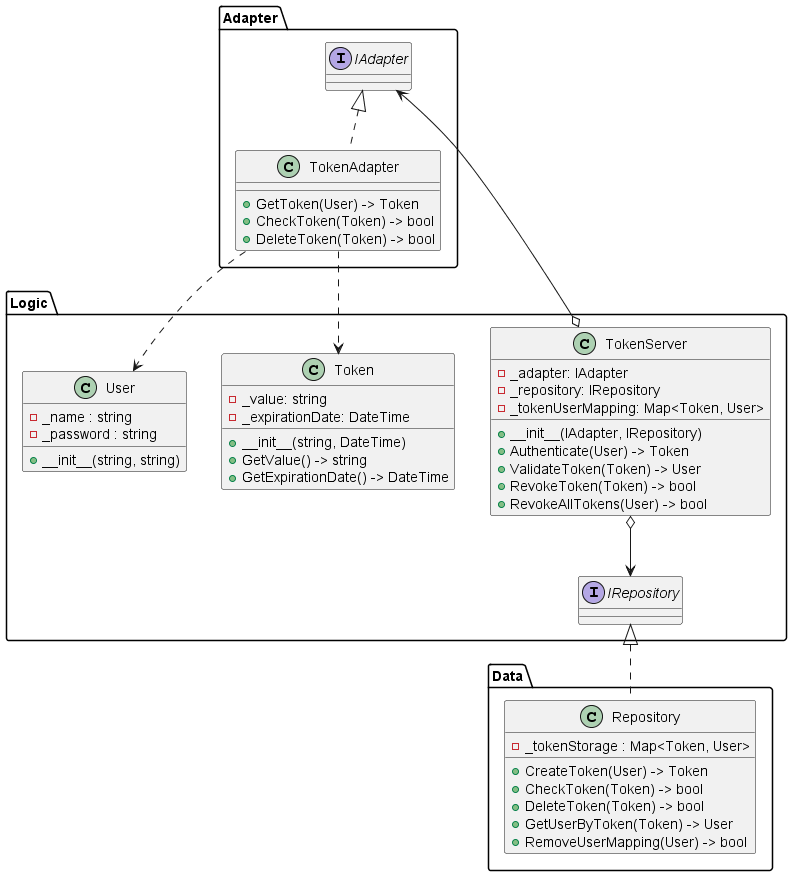 Adapter
I IAdapter
C TokenAdapter
GetToken(User) -> Token
CheckToken(Token) -> bool
DeleteToken(Token) -> bool
Logic
C User
_name : string
_password : string
__init__(string, string)
C Token
_value: string
_expirationDate: DateTime
__init__(string, DateTime)
GetValue() -> string
GetExpirationDate() -> DateTime
C TokenServer
_adapter: IAdapter
_repository: IRepository
_tokenUserMapping: Map<Token, User>
__init__(IAdapter, IRepository)
Authenticate(User) -> Token
ValidateToken(Token) -> User
RevokeToken(Token) -> bool
RevokeAllTokens(User) -> bool
I IRepository
Data
C Repository
_tokenStorage : Map<Token, User>
CreateToken(User) -> Token
CheckToken(Token) -> bool
DeleteToken(Token) -> bool
GetUserByToken(Token) -> User
RemoveUserMapping(User) -> bool